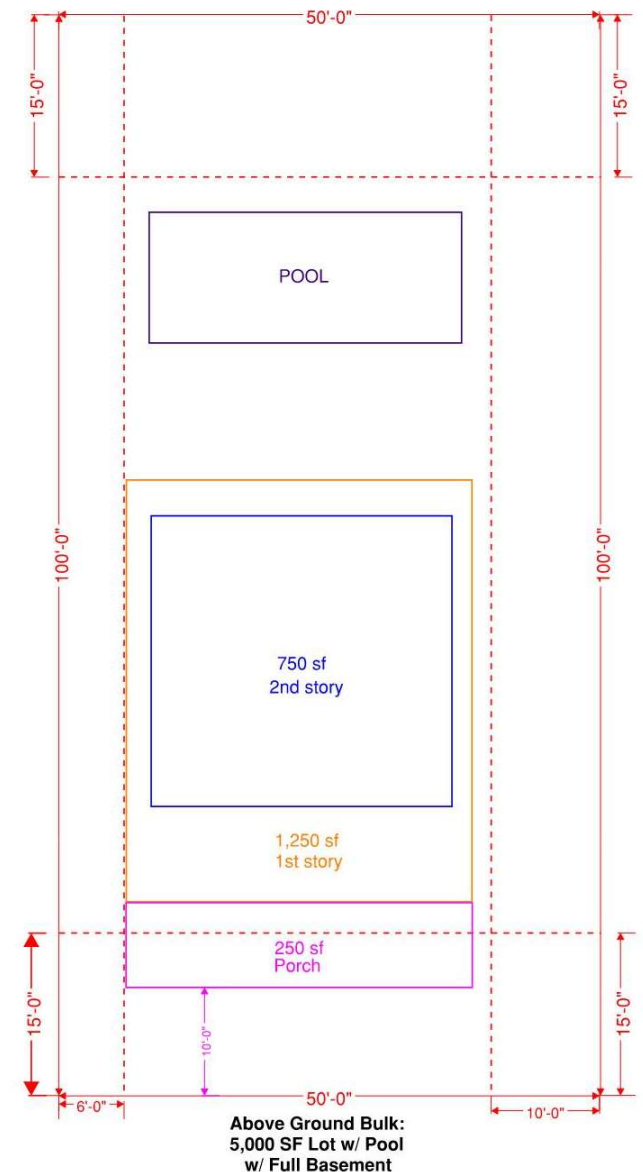 50'-0"
15'-0"
15'-0"
POOL
100'-0"
100'-0"
750 sf
2nd story
1,250 sf
1st story
250 sf
Porch
15'-0"
10'-0"
15'-0"
6'-0"
50'-0"
10'-0"
Above Ground Bulk:
5,000 SF Lot w/ Pool
w/ Full Basement